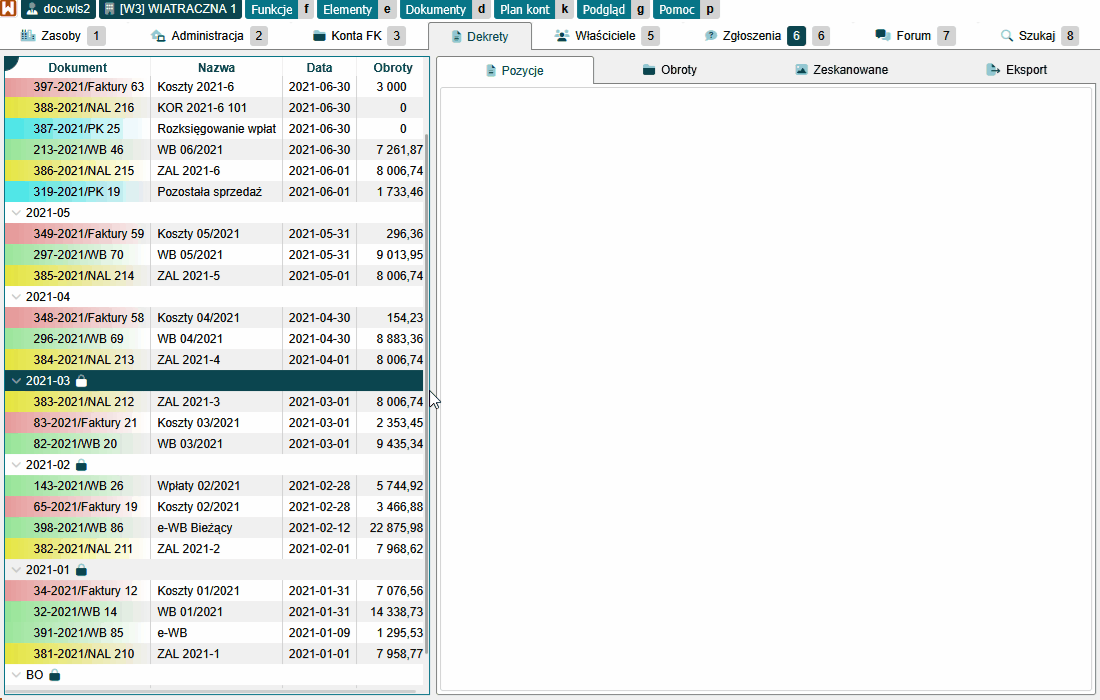 W doc.wls2 [W3] WIATRACZNA 1 Funkcje f Elementy e Dokumenty d Plan kont k Podgląd g Pomoc p
Zasoby 1 Administracja 2 Konta FK 3 Dekrety Właściciele 5 Zgłoszenia 6 6 Forum 7 Szukaj 8
Dokument Nazwa Data Obroty Pozycje Obroty Zeskanowane Eksport
397-2021/Faktury 63 Koszty 2021-6 2021-06-30 3 000
388-2021/NAL 216 KOR 2021-6 101 2021-06-30 0
387-2021/PK 25 Rozksięgowanie wpłat 2021-06-30 0
213-2021/WB 46 WB 06/2021 2021-06-30 7 261,87
386-2021/NAL 215 ZAL 2021-6 2021-06-01 8 006,74
319-2021/PK 19 Pozostała sprzedaż 2021-06-01 1 733,46
2021-05
349-2021/Faktury 59 Koszty 05/2021 2021-05-31 296,36
297-2021/WB 70 WB 05/2021 2021-05-31 9 013,95
385-2021/NAL 214 ZAL 2021-5 2021-05-01 8 006,74
2021-04
348-2021/Faktury 58 Koszty 04/2021 2021-04-30 154,23
296-2021/WB 69 WB 04/2021 2021-04-30 8 883,36
384-2021/NAL 213 ZAL 2021-4 2021-04-01 8 006,74
2021-03
383-2021/NAL 212 ZAL 2021-3 2021-03-01 8 006,74
83-2021/Faktury 21 Koszty 03/2021 2021-03-01 2 353,45
82-2021/WB 20 WB 03/2021 2021-03-01 9 435,34
2021-02
143-2021/WB 26 Wpłaty 02/2021 2021-02-28 5 744,92
65-2021/Faktury 19 Koszty 02/2021 2021-02-28 3 466,88
398-2021/WB 86 e-WB Bieżący 2021-02-12 22 875,98
382-2021/NAL 211 ZAL 2021-2 2021-02-01 7 968,62
2021-01
34-2021/Faktury 12 Koszty 01/2021 2021-01-31 7 076,56
32-2021/WB 14 WB 01/2021 2021-01-31 14 338,73
391-2021/WB 85 e-WB 2021-01-09 1 295,53
381-2021/NAL 210 ZAL 2021-1 2021-01-01 7 958,77
BO